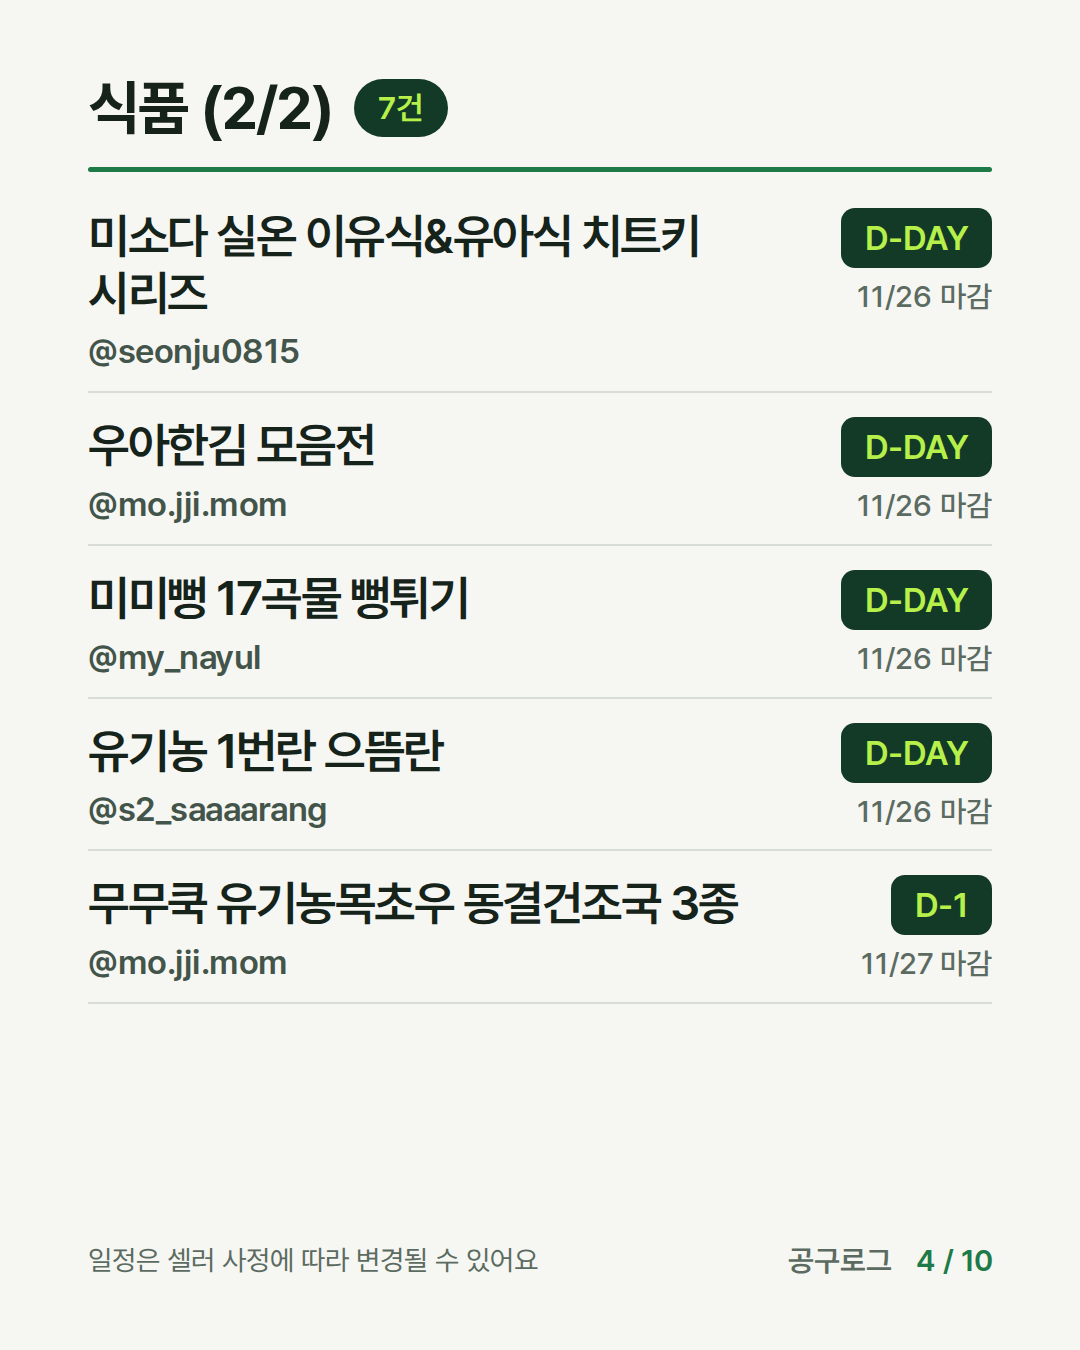 식품 (2/2) 7건
미소다 실온 이유식&유아식 치트키
시리즈
@seonju0815
D-DAY
11/26 마감
우아한김 모음전
@mo.jji.mom
D-DAY
11/26 마감
미미뻥 17곡물 뻥튀기
@my_nayul
D-DAY
11/26 마감
유기농 1번란 으뜸란
@s2_saaaarang
D-DAY
11/26 마감
무무쿡 유기농목초우 동결건조국 3종
@mo.jji.mom
D-1
11/27 마감
일정은 셀러 사정에 따라 변경될 수 있어요
공구로그 4 / 10